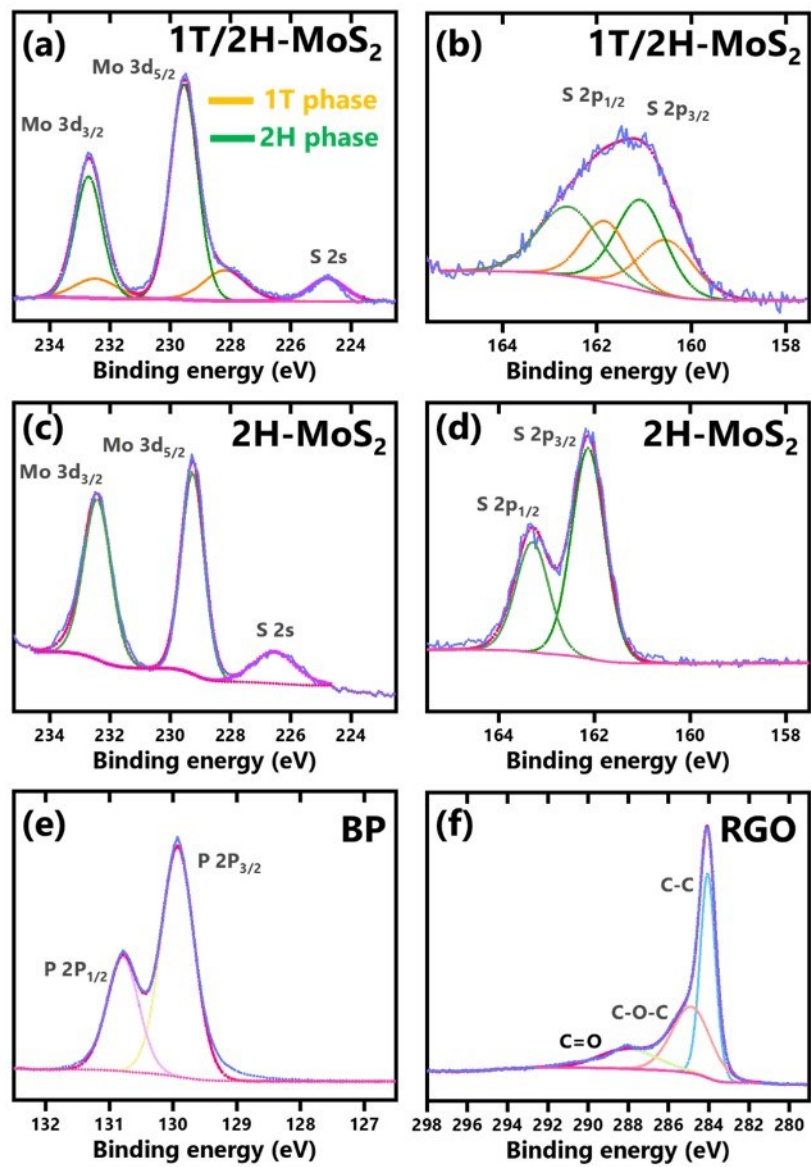 (a) 1T/2H-MoS₂
Mo 3d₅/₂
1T phase
Mo 3d₃/₂
2H phase
S 2s
234 232 230 228 226 224
Binding energy (eV)
(b) 1T/2H-MoS₂
S 2p₁/₂
S 2p₃/₂
164 162 160 158
Binding energy (eV)
(c) 2H-MoS₂
Mo 3d₅/₂
Mo 3d₃/₂
S 2s
234 232 230 228 226 224
Binding energy (eV)
(d) 2H-MoS₂
S 2p₃/₂
S 2p₁/₂
164 162 160 158
Binding energy (eV)
(e) BP
P 2P₃/₂
P 2P₁/₂
132 131 130 129 128 127
Binding energy (eV)
(f) RGO
C-C
C-O-C
C=O
298 296 294 292 290 288 286 284 282 280
Binding energy (eV)